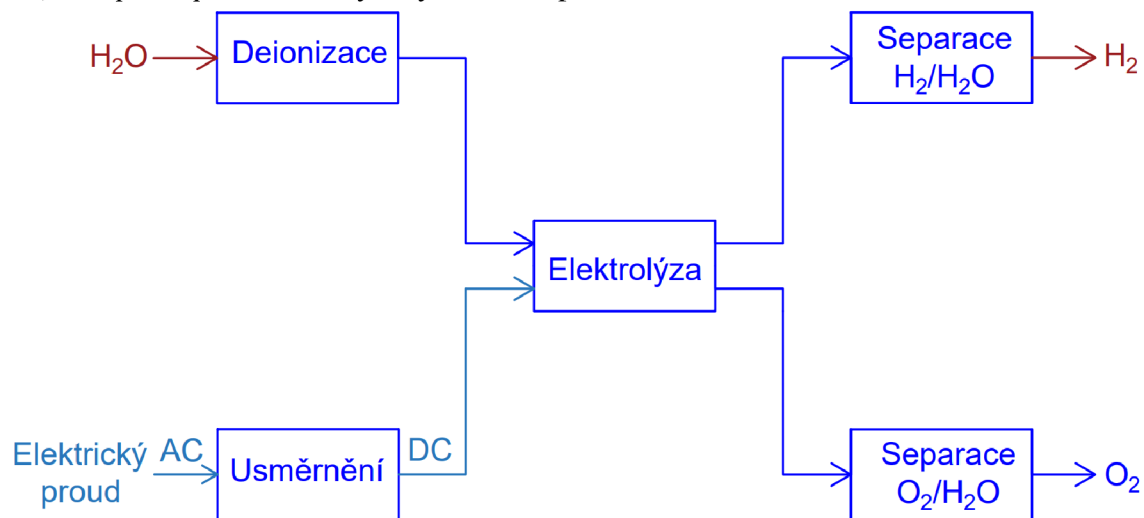 H₂O
Deionizace
Separace
H₂/H₂O
H₂
Elektrolýza
Elektrický
proud
AC
Usměrnění
DC
Separace
O₂/H₂O
O₂